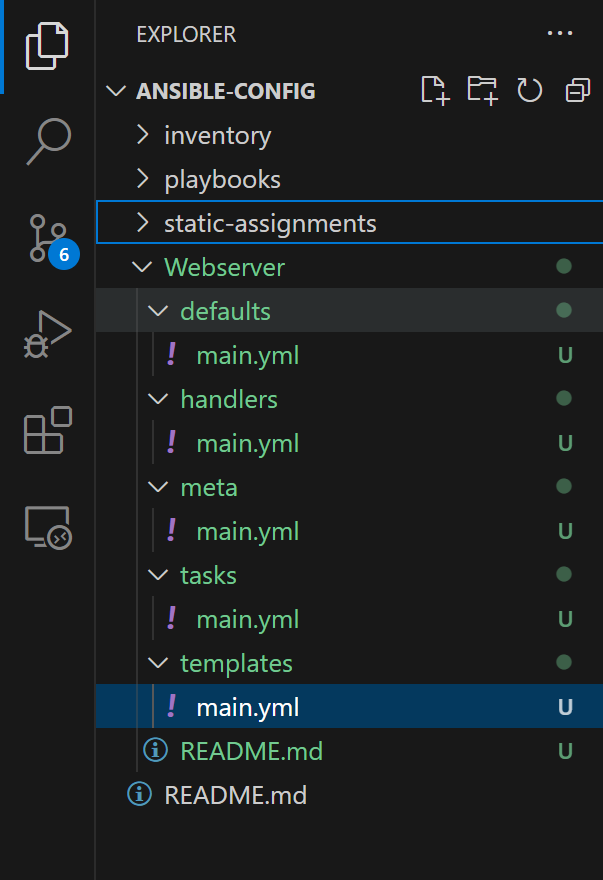 EXPLORER
ANSIBLE-CONFIG
inventory
playbooks
static-assignments
6
Webserver
defaults
! main.yml U
handlers
! main.yml U
meta
! main.yml U
tasks
! main.yml U
templates
! main.yml U
README.md U
README.md